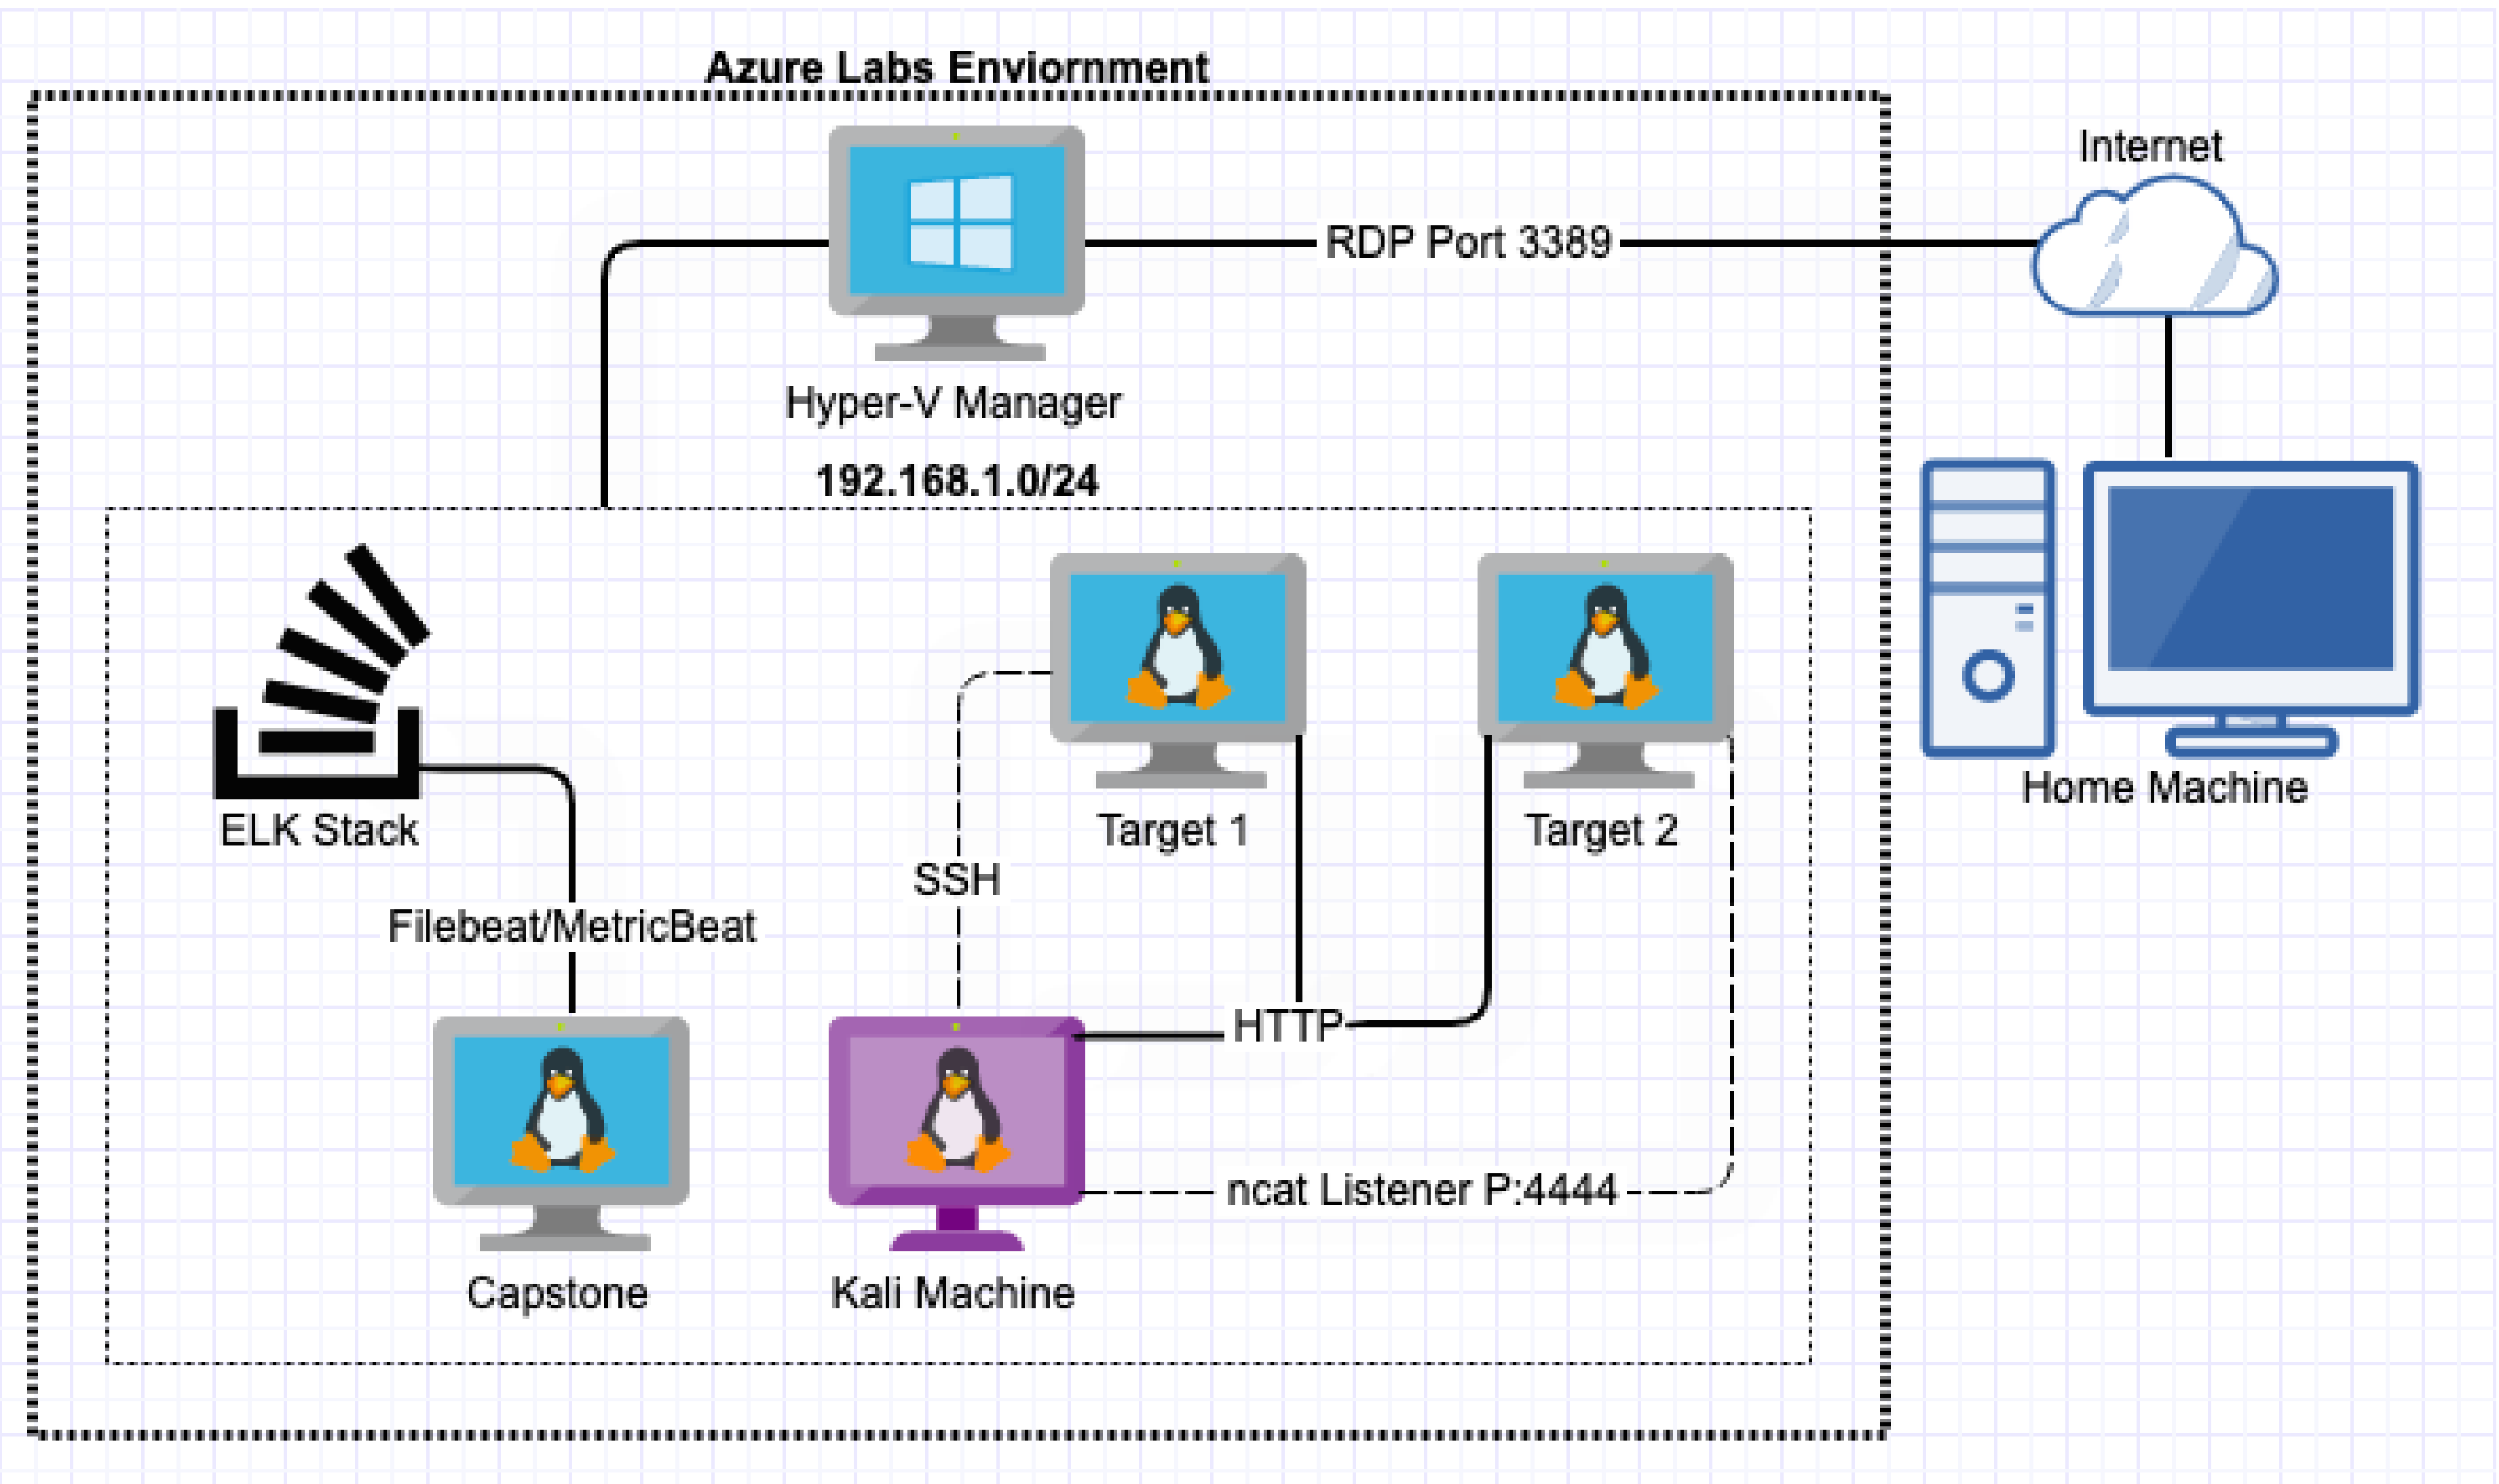 Azure Labs Enviornment
Internet
RDP Port 3389
Hyper-V Manager
192.168.1.0/24
Home Machine
ELK Stack
Target 1
Target 2
SSH
Filebeat/MetricBeat
HTTP
ncat Listener P:4444
Capstone
Kali Machine